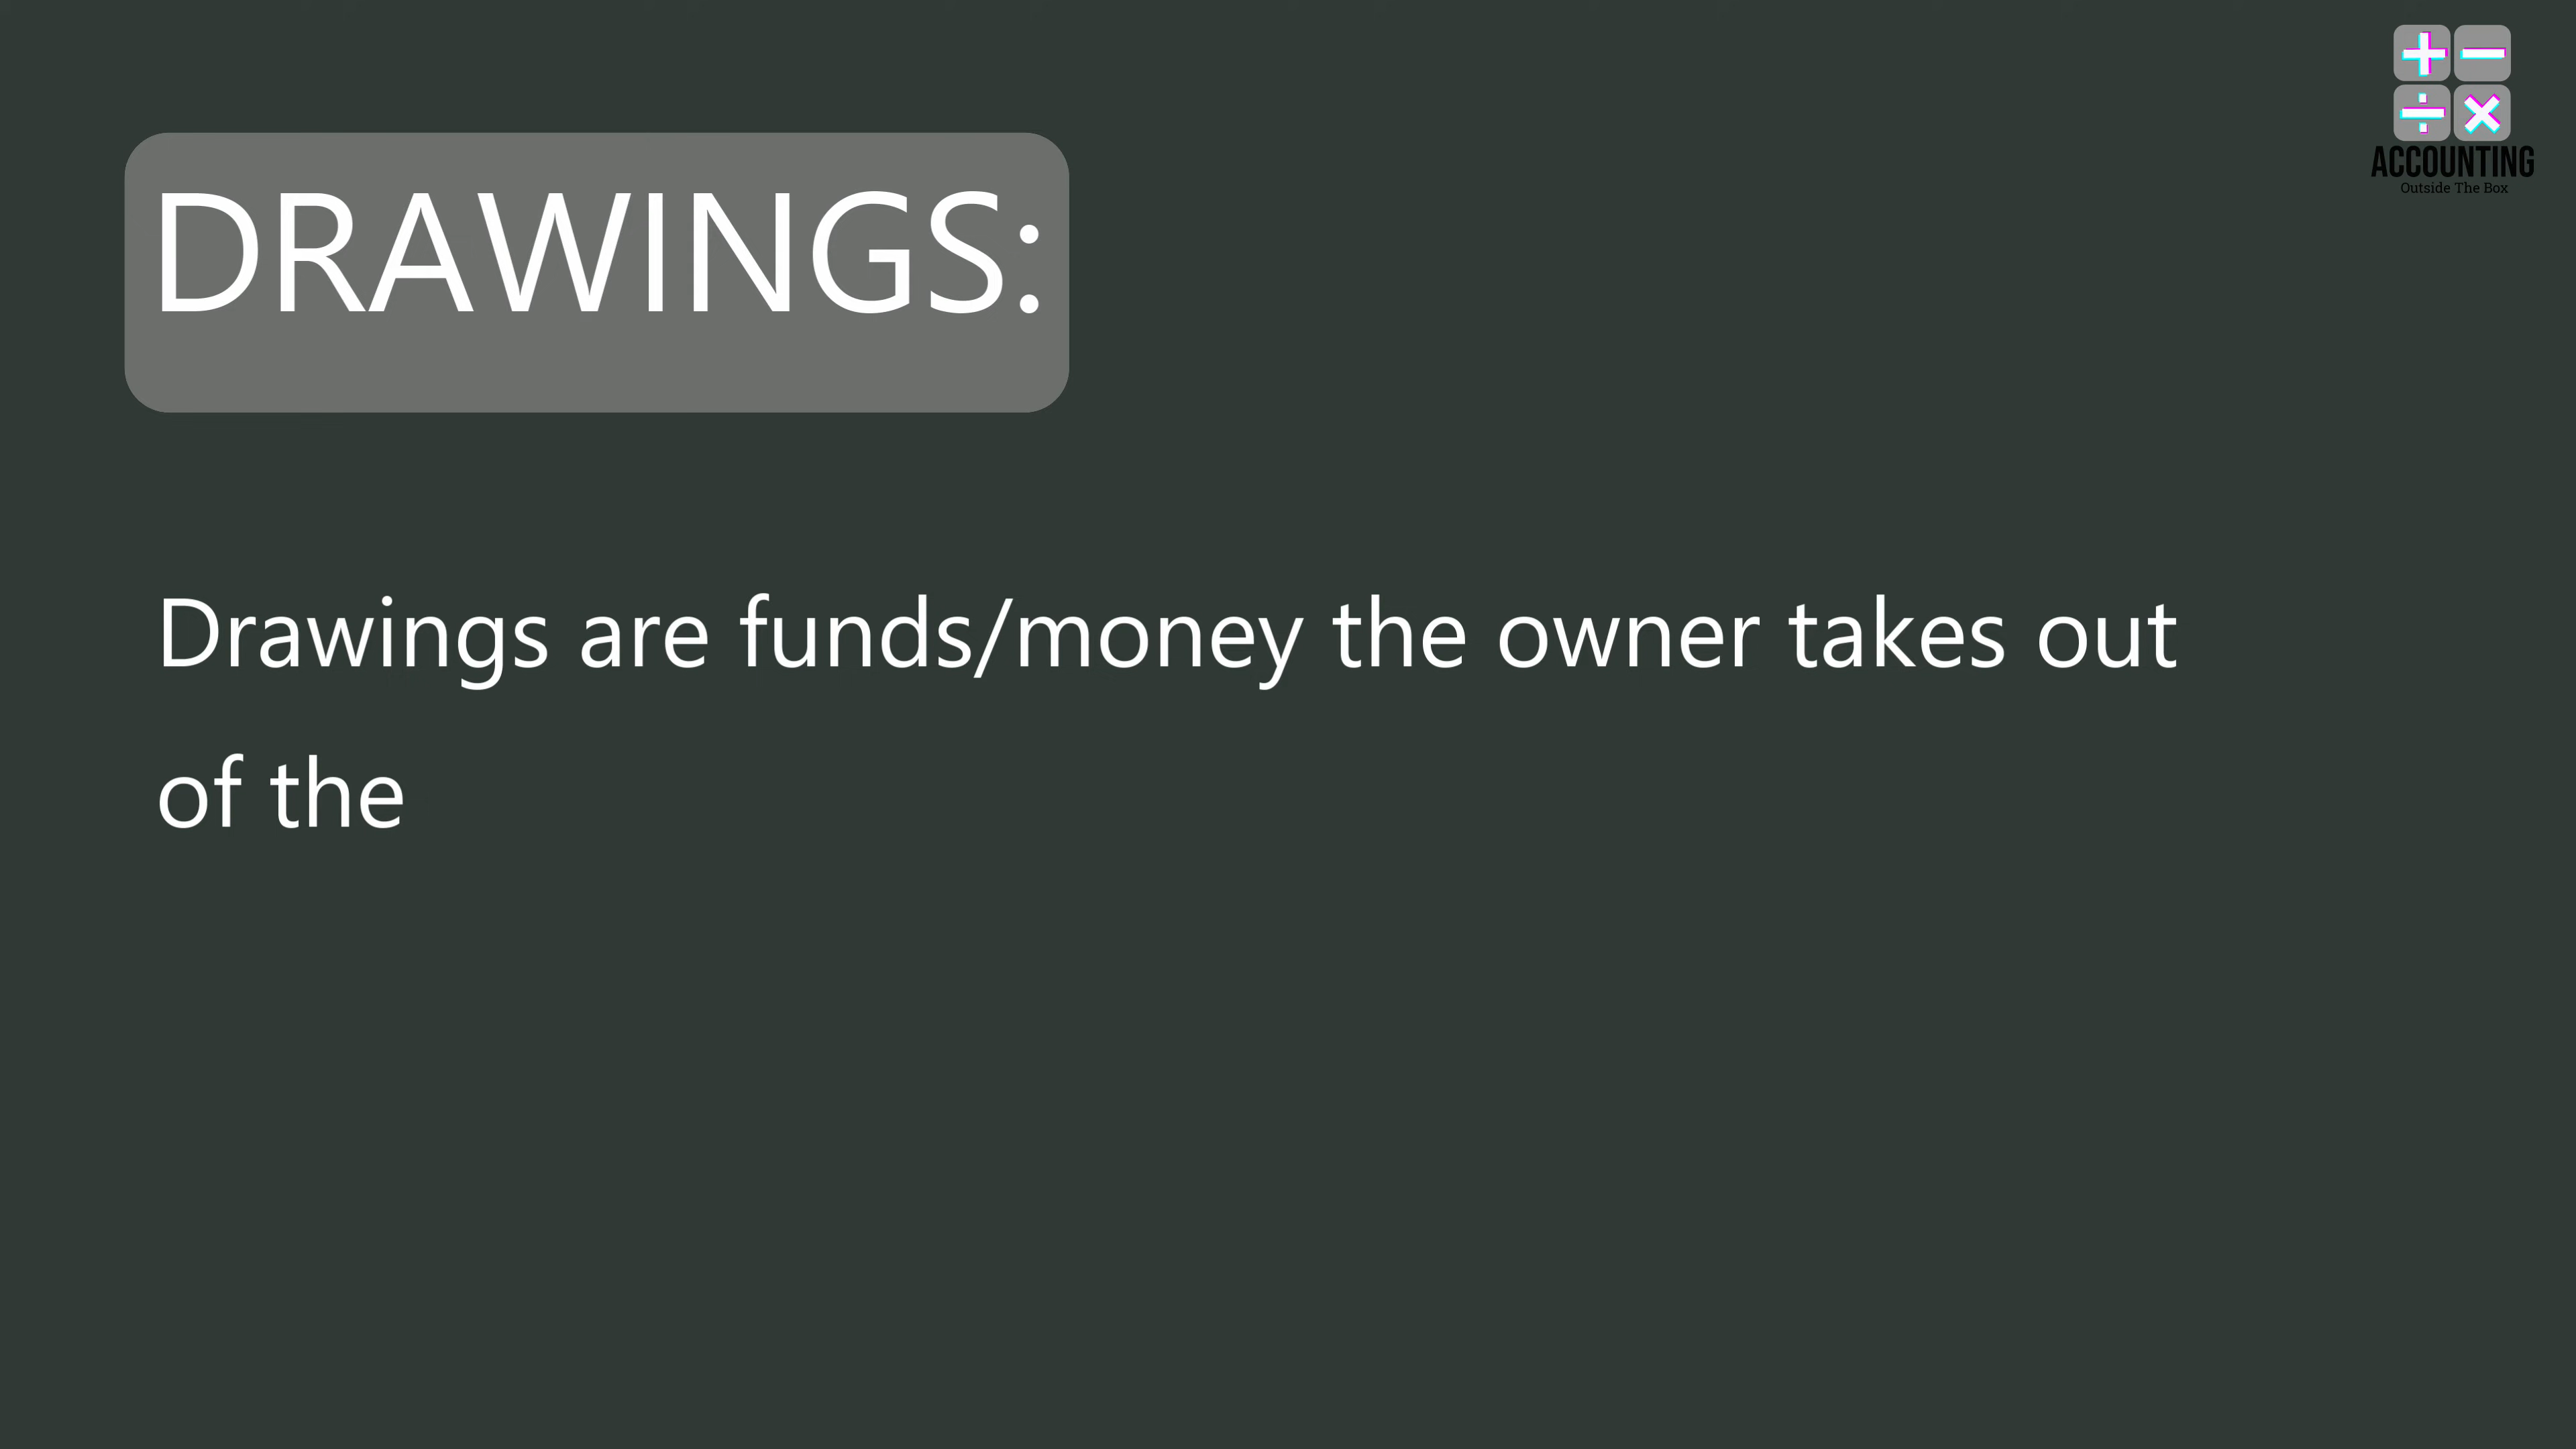 ACCOUNTING
Outside The Box
DRAWINGS:
Drawings are funds/money the owner takes out
of the